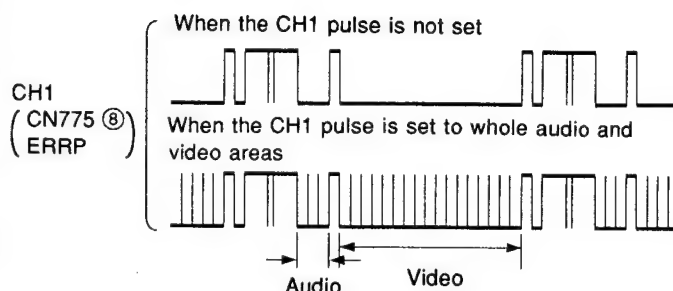 When the CH1 pulse is not set
CH1
( CN775 ⑧
ERRP )
When the CH1 pulse is set to whole audio and
video areas
Audio
Video